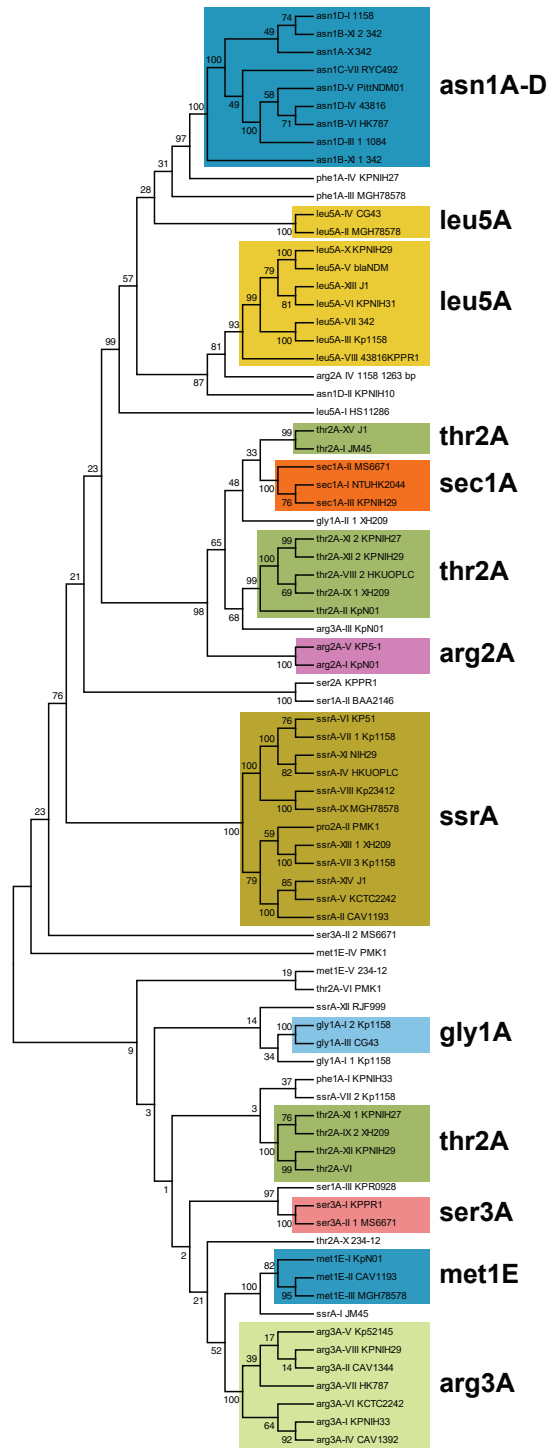 74
asn1D-I 1158
49
asn1B-XI 2 342
asn1A-X 342
100
asn1C-VII RYC492
asn1A-D
58
asn1D-V PittNDM01
49
asn1D-IV 43816
100
71
asn1B-VI HK787
100
asn1D-III 1 1084
97
asn1B-XI 1 342
31
phe1A-IV KPNIH27
28
phe1A-III MGH78578
leu5A-IV CG43
leu5A
100
leu5A-II MGH78578
100
leu5A-X KPNIH29
79
leu5A-V blaNDM
57
leu5A-XIII J1
leu5A
99
81
leu5A-VI KPNIH31
93
leu5A-VII 342
100
leu5A-III Kp1158
81
leu5A-VIII 43816KPPR1
99
arg2A IV 1158 1263 bp
87
asn1D-II KPNIH10
leu5A-I HS11286
99
thr2A-XV J1
thr2A
33
thr2A-I JM45
23
sec1A-II MS6671
sec1A
48
100
sec1A-I NTUHK2044
76
sec1A-III KPNIH29
gly1A-II 1 XH209
65
99
thr2A-XI 2 KPNIH27
100
thr2A-XII 2 KPNIH29
thr2A
21
99
thr2A-VIII 2 HKUOPLC
69
thr2A-IX 1 XH209
98
68
thr2A-II KpN01
arg3A-III KpN01
arg2A-V KP5-1
arg2A
100
arg2A-I KpN01
76
ser2A KPPR1
100
ser1A-II BAA2146
76
ssrA-VI KP51
100
ssrA-VII 1 Kp1158
ssrA-XI NIH29
100
82
ssrA-IV HKUOPLC
ssrA-VIII Kp23412
23
100
ssrA-IX MGH78578
ssrA
100
59
pro2A-II PMK1
ssrA-XIII 1 XH209
79
100
ssrA-VII 3 Kp1158
85
ssrA-XIV J1
ssrA-V KCTC2242
100
ssrA-II CAV1193
ser3A-II 2 MS6671
met1E-IV PMK1
19
met1E-V 234-12
thr2A-VI PMK1
9
14
ssrA-XII RJF999
100
gly1A-I 2 Kp1158
gly1A
34
gly1A-III CG43
3
gly1A-I 1 Kp1158
37
phe1A-I KPNIH33
3
ssrA-VII 2 Kp1158
76
thr2A-XI 1 KPNIH27
100
thr2A-IX 2 XH209
thr2A
1
thr2A-XII KPNIH29
99
thr2A-VI
97
ser1A-III KPR0928
ser3A-I KPPR1
ser3A
100
ser3A-II 1 MS6671
2
thr2A-X 234-12
82
met1E-I KpN01
met1E
100
met1E-II CAV1193
95
met1E-III MGH78578
21
ssrA-I JM45
17
arg3A-V Kp52145
39
arg3A-VIII KPNIH29
52
14
arg3A-II CAV1344
arg3A-VII HK787
arg3A
100
arg3A-VI KCTC2242
64
arg3A-I KPNIH33
92
arg3A-IV CAV1392